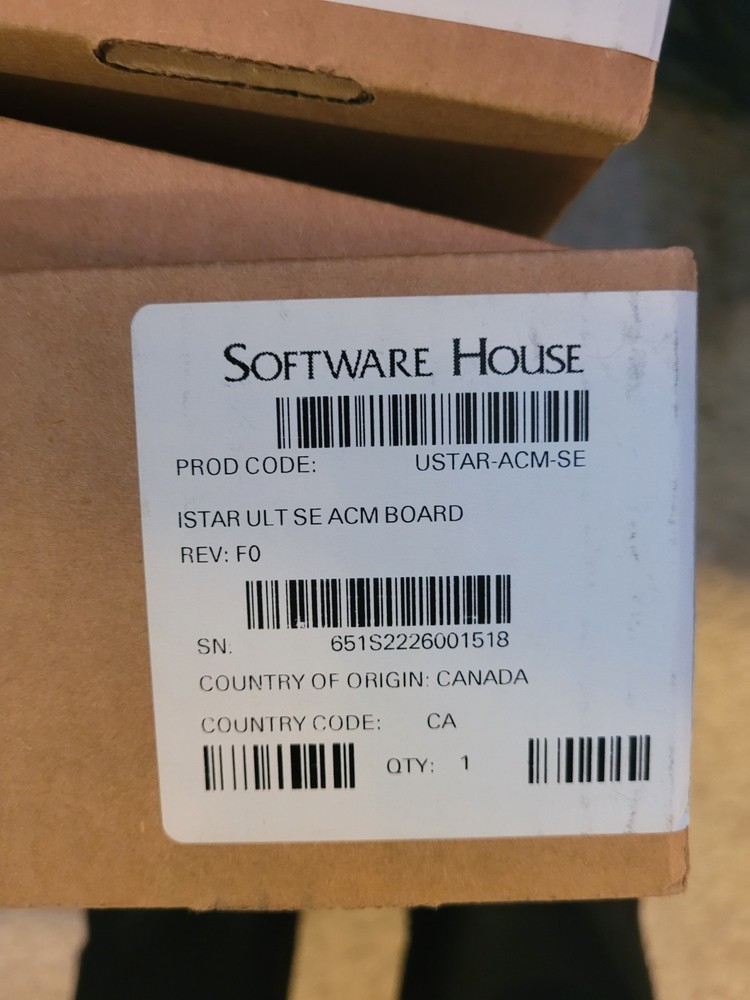 SOFTWARE HOUSE
PROD CODE: USTAR-ACM-SE
ISTAR ULT SE ACM BOARD
REV: F0
SN: 651S2226001518
COUNTRY OF ORIGIN: CANADA
COUNTRY CODE: CA
QTY: 1